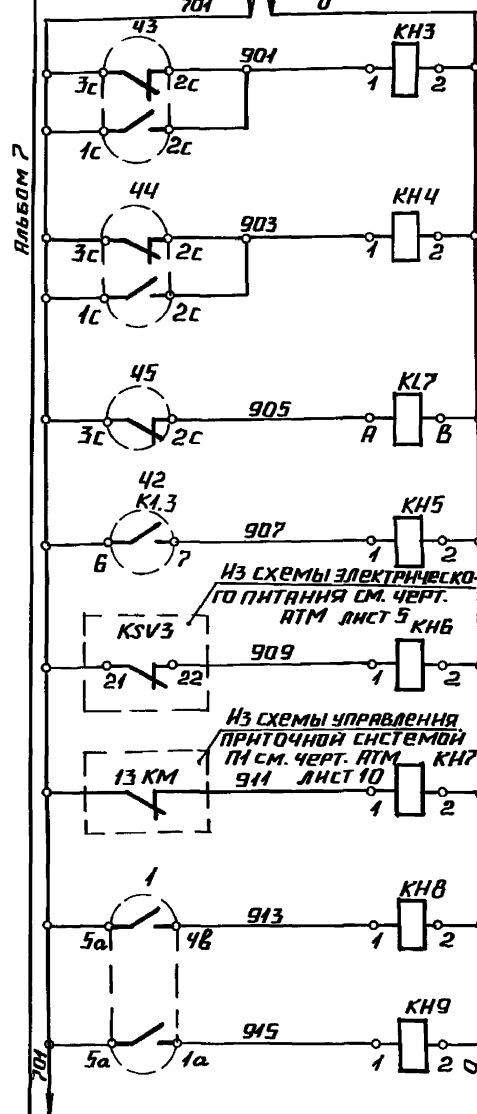 701 0
43
901 КН3
3с 2с 1 2
1с 2с
Альбом 7
44
903 КН4
3с 2с 1 2
1с 2с
45
905 KL7
3с 2с А В
42
К1.3
907 КН5
6 7 1 2
Из схемы электрическо-
го питания см. черт.
АТМ лист 5
KSV3 909 КН6
21 22 1 2
Из схемы управления
приточной системой
П1 см. черт. АТМ КН7
13 КМ 911 лист 10
1 2
1
913 КН8
5а 4в 1 2
915 КН9
5а 1а 1 2 0
701